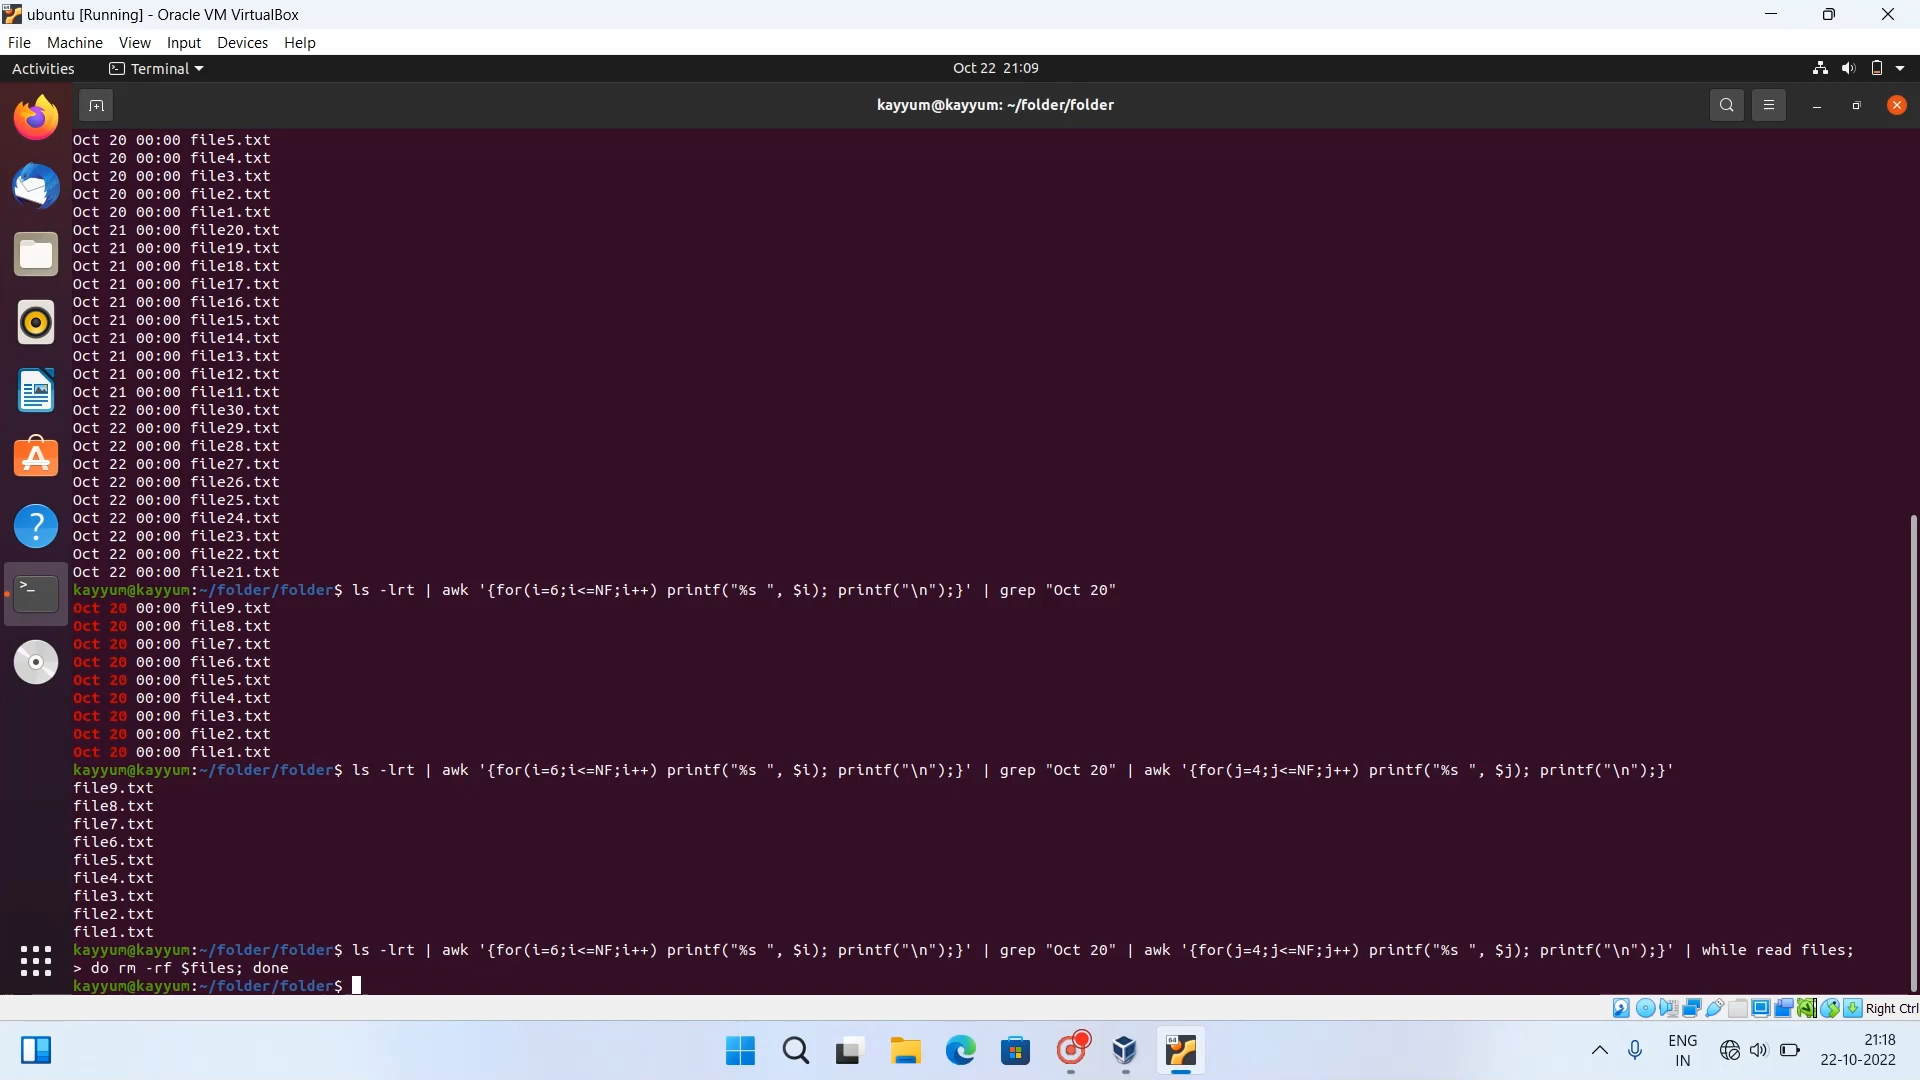 ubuntu [Running] - Oracle VM VirtualBox
File Machine View Input Devices Help
Activities Terminal Oct 22 21:09
kayyum@kayyum: ~/folder/folder
Oct 20 00:00 file5.txt
Oct 20 00:00 file4.txt
Oct 20 00:00 file3.txt
Oct 20 00:00 file2.txt
Oct 20 00:00 file1.txt
Oct 21 00:00 file20.txt
Oct 21 00:00 file19.txt
Oct 21 00:00 file18.txt
Oct 21 00:00 file17.txt
Oct 21 00:00 file16.txt
Oct 21 00:00 file15.txt
Oct 21 00:00 file14.txt
Oct 21 00:00 file13.txt
Oct 21 00:00 file12.txt
Oct 21 00:00 file11.txt
Oct 22 00:00 file30.txt
Oct 22 00:00 file29.txt
Oct 22 00:00 file28.txt
Oct 22 00:00 file27.txt
Oct 22 00:00 file26.txt
Oct 22 00:00 file25.txt
Oct 22 00:00 file24.txt
Oct 22 00:00 file23.txt
Oct 22 00:00 file22.txt
Oct 22 00:00 file21.txt
kayyum@kayyum:~/folder/folder$ ls -lrt | awk '{for(i=6;i<=NF;i++) printf("%s ", $i); printf("\n");}' | grep "Oct 20"
Oct 20 00:00 file9.txt
Oct 20 00:00 file8.txt
Oct 20 00:00 file7.txt
Oct 20 00:00 file6.txt
Oct 20 00:00 file5.txt
Oct 20 00:00 file4.txt
Oct 20 00:00 file3.txt
Oct 20 00:00 file2.txt
Oct 20 00:00 file1.txt
kayyum@kayyum:~/folder/folder$ ls -lrt | awk '{for(i=6;i<=NF;i++) printf("%s ", $i); printf("\n");}' | grep "Oct 20" | awk '{for(j=4;j<=NF;j++) printf("%s ", $j); printf("\n");}'
file9.txt
file8.txt
file7.txt
file6.txt
file5.txt
file4.txt
file3.txt
file2.txt
file1.txt
kayyum@kayyum:~/folder/folder$ ls -lrt | awk '{for(i=6;i<=NF;i++) printf("%s ", $i); printf("\n");}' | grep "Oct 20" | awk '{for(j=4;j<=NF;j++) printf("%s ", $j); printf("\n");}' | while read files;
> do rm -rf $files; done
kayyum@kayyum:~/folder/folder$
Right Ctrl
ENG 21:18
IN 22-10-2022